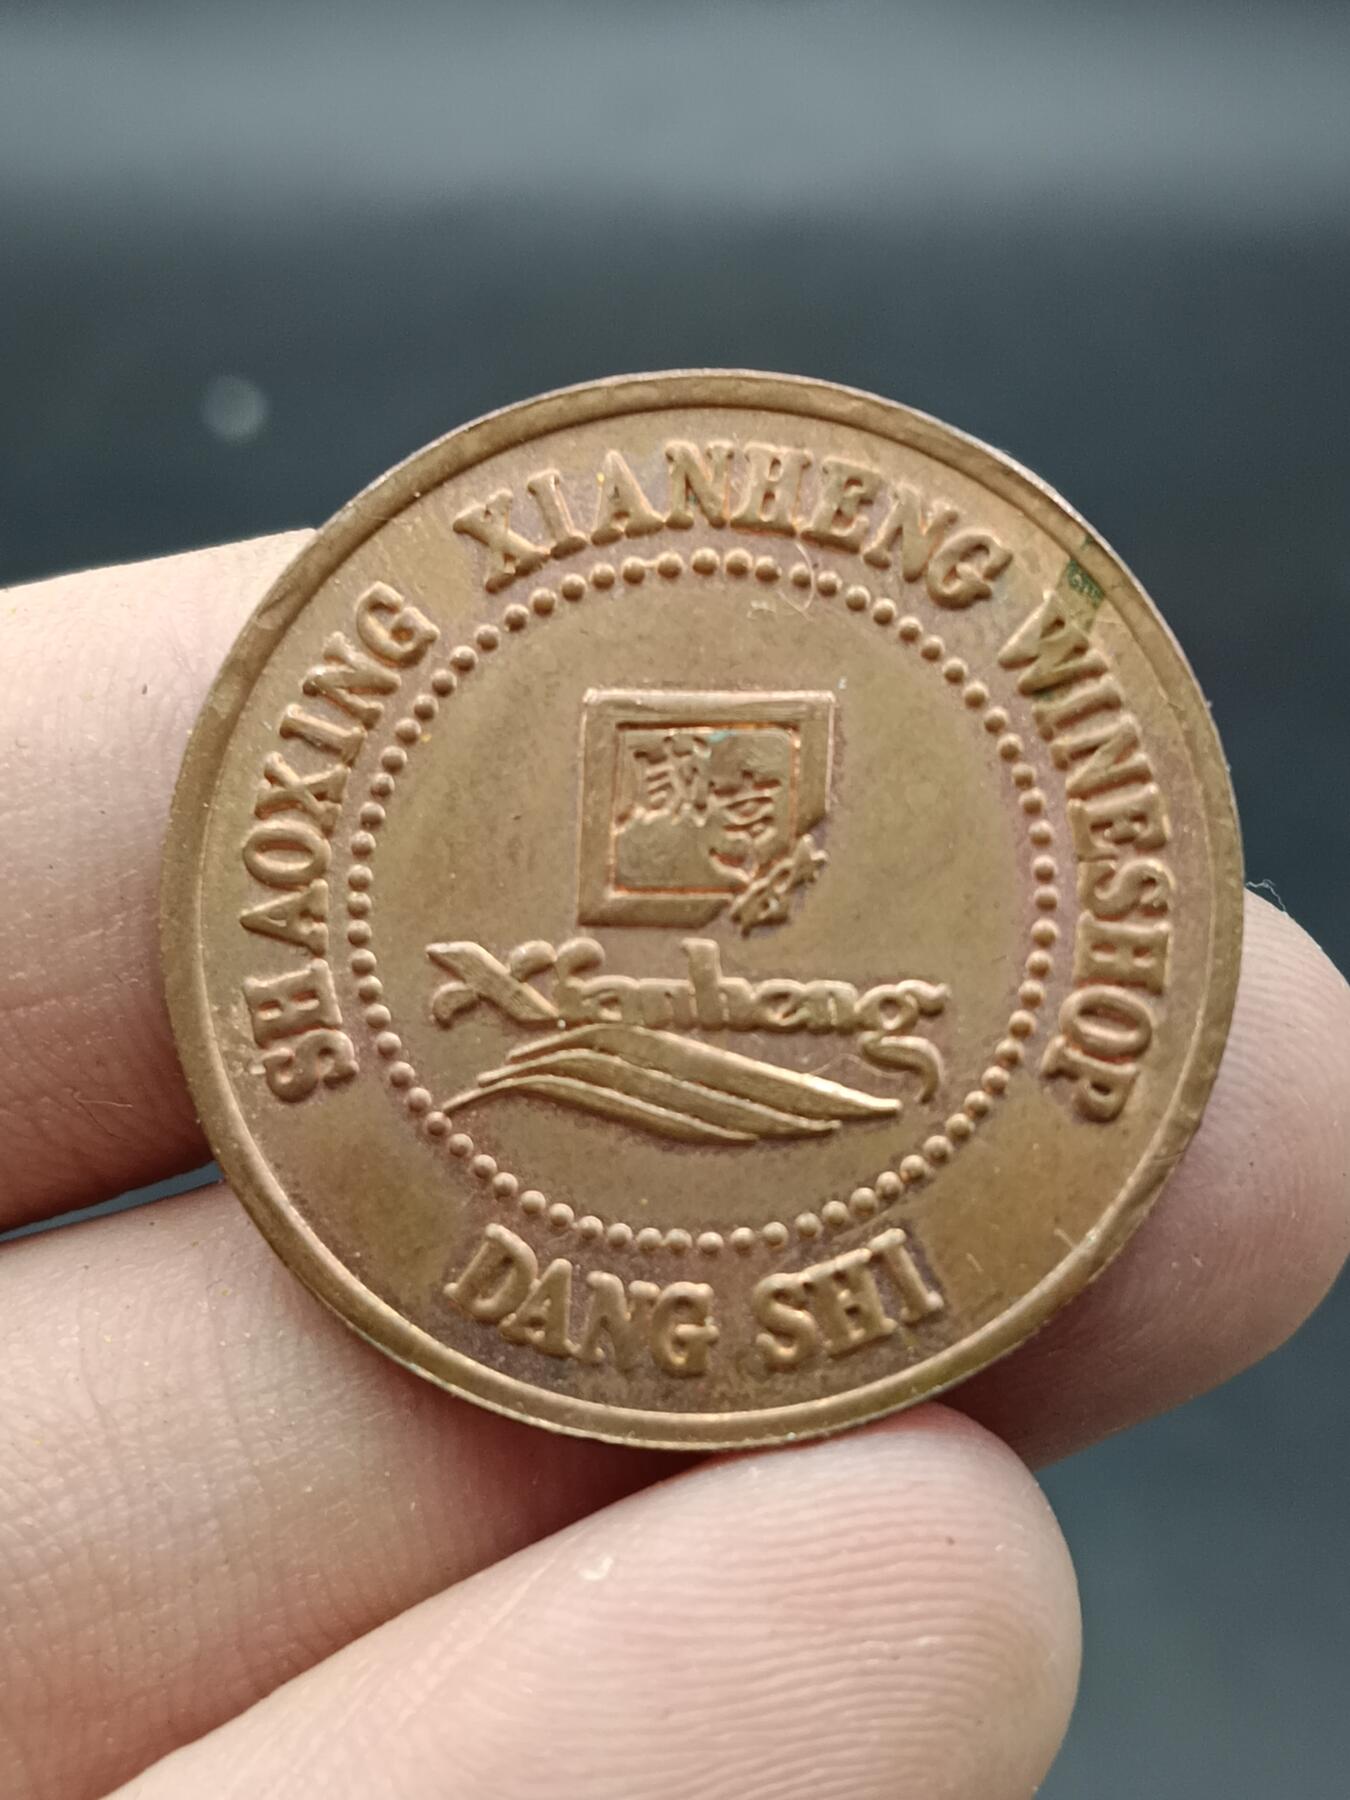 SHAOXING XIANHENG WINESHOP
咸亨
Xianheng
DANG SHI